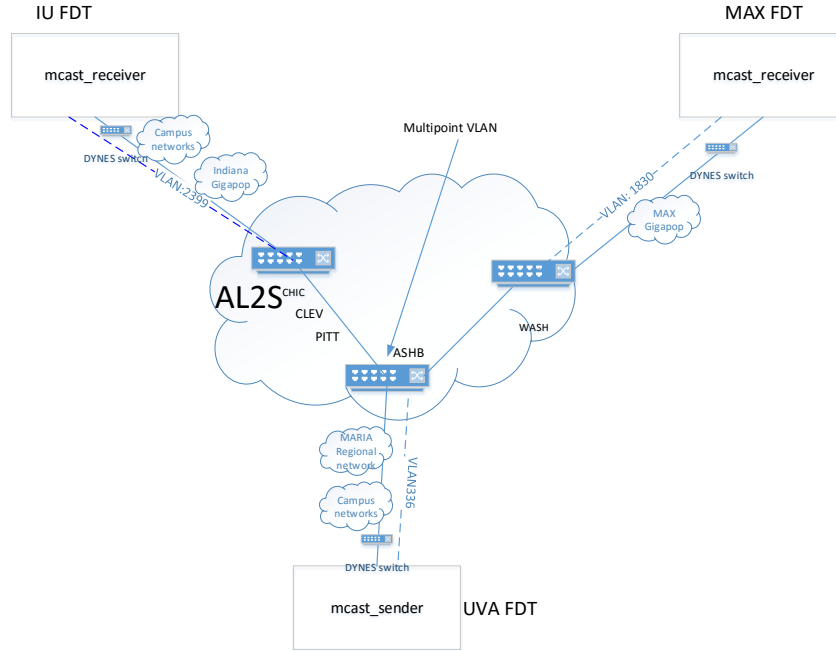 IU FDT
MAX FDT
mcast_receiver
mcast_receiver
Campus
networks
DYNES switch
Multipoint VLAN
DYNES switch
Indiana
Gigapop
VLAN:2399
VLAN: 1830
MAX
Gigapop
AL2S
CHIC
CLEV
PITT
WASH
ASHB
MARIA
Regional
network
VLAN336
Campus
networks
DYNES switch
mcast_sender
UVA FDT